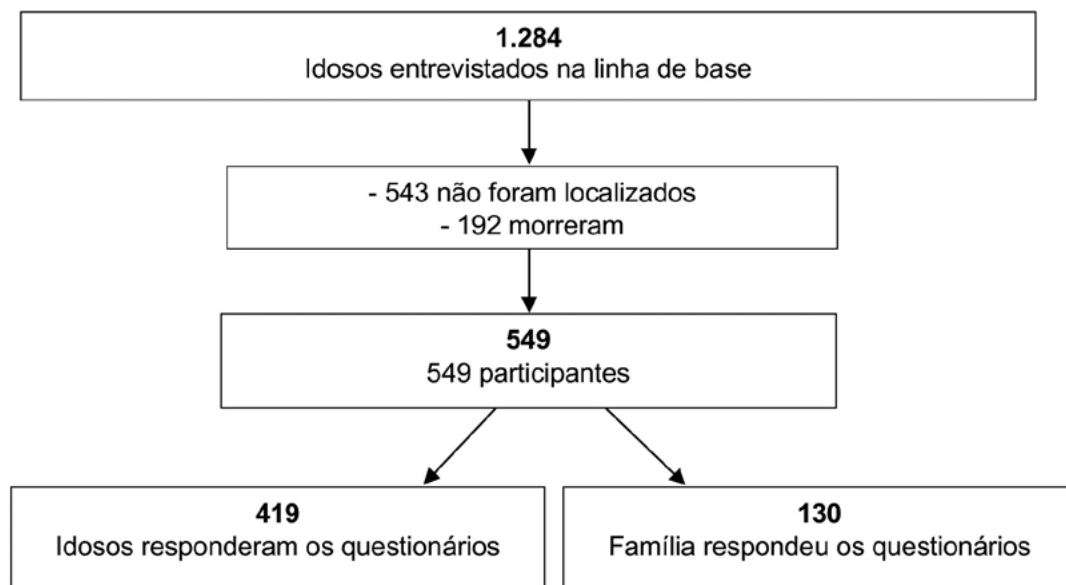 1.284
Idosos entrevistados na linha de base
- 543 não foram localizados
- 192 morreram
549
549 participantes
419
Idosos responderam os questionários
130
Família respondeu os questionários